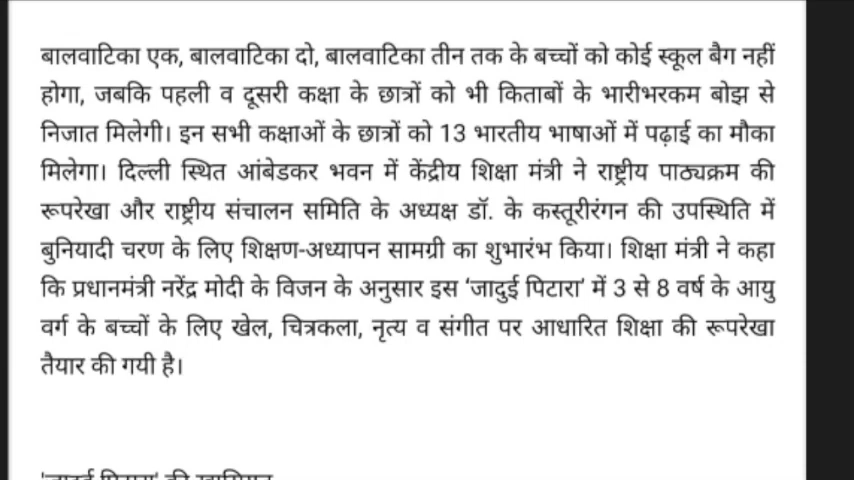 बालवाटिका एक, बालवाटिका दो, बालवाटिका तीन तक के बच्चों को कोई स्कूल बैग नहीं
होगा, जबकि पहली व दूसरी कक्षा के छात्रों को भी किताबों के भारीभरकम बोझ से
निजात मिलेगी। इन सभी कक्षाओं के छात्रों को 13 भारतीय भाषाओं में पढ़ाई का मौका
मिलेगा। दिल्ली स्थित आंबेडकर भवन में केंद्रीय शिक्षा मंत्री ने राष्ट्रीय पाठ्यक्रम की
रूपरेखा और राष्ट्रीय संचालन समिति के अध्यक्ष डॉ. के कस्तूरीरंगन की उपस्थिति में
बुनियादी चरण के लिए शिक्षण-अध्यापन सामग्री का शुभारंभ किया। शिक्षा मंत्री ने कहा
कि प्रधानमंत्री नरेंद्र मोदी के विजन के अनुसार इस ‘जादुई पिटारा’ में 3 से 8 वर्ष के आयु
वर्ग के बच्चों के लिए खेल, चित्रकला, नृत्य व संगीत पर आधारित शिक्षा की रूपरेखा
तैयार की गयी है।